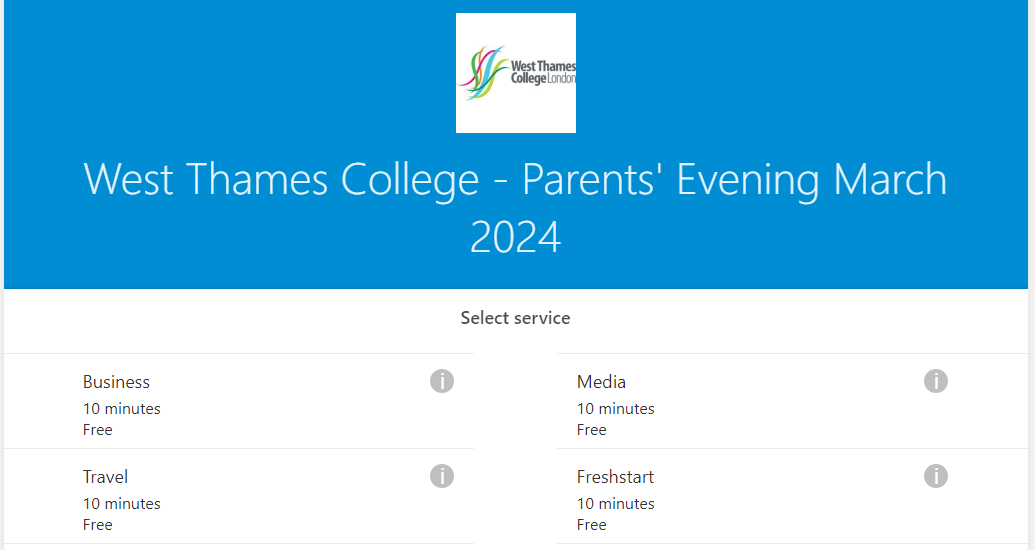 West Thames
College London
West Thames College - Parents' Evening March
2024
Select service
Business
10 minutes
Free
Media
10 minutes
Free
Travel
10 minutes
Free
Freshstart
10 minutes
Free